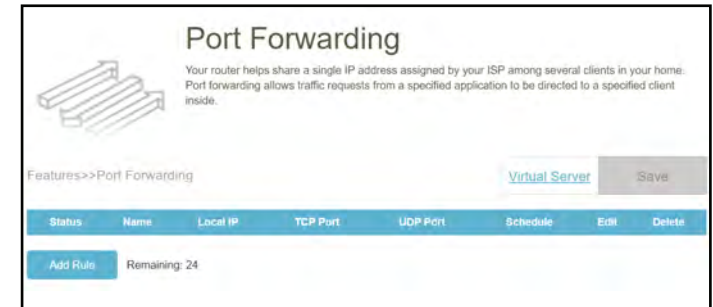 Port Forwarding
Your router helps share a single IP address assigned by your ISP among several clients in your home.
Port forwarding allows traffic requests from a specified application to be directed to a specified client
inside.
Features>>Port Forwarding
Virtual Server
Save
Status Name Local IP TCP Port UDP Port Schedule Edit Delete
Add Rule Remaining: 24